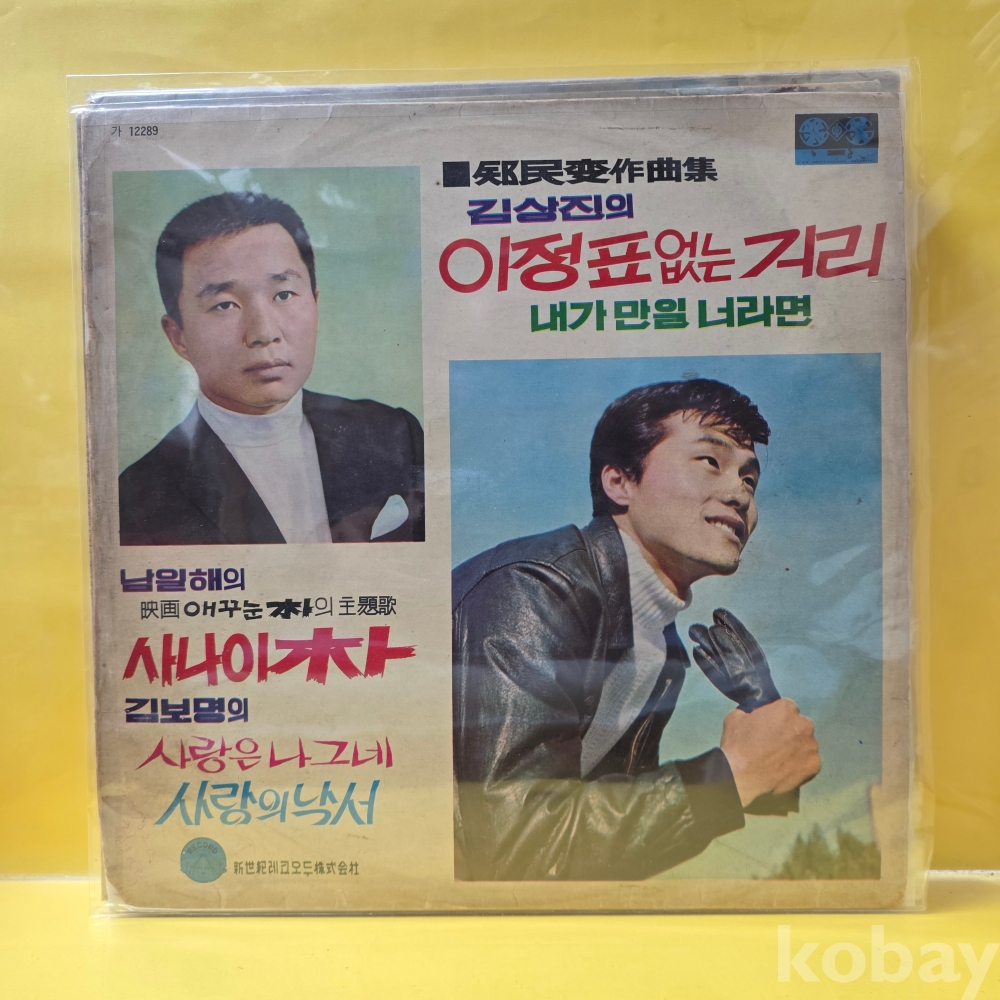 가 12289
■ 鄭民燮作曲集
김상진의
이정표 없는 거리
내가 만일 너라면
남일해의
映画 애꾸눈 朴의 主題歌
사나이 朴
김보명의
사랑은 나그네
사랑의 낙서
RECORD
新世紀레코오드株式会社
kobay